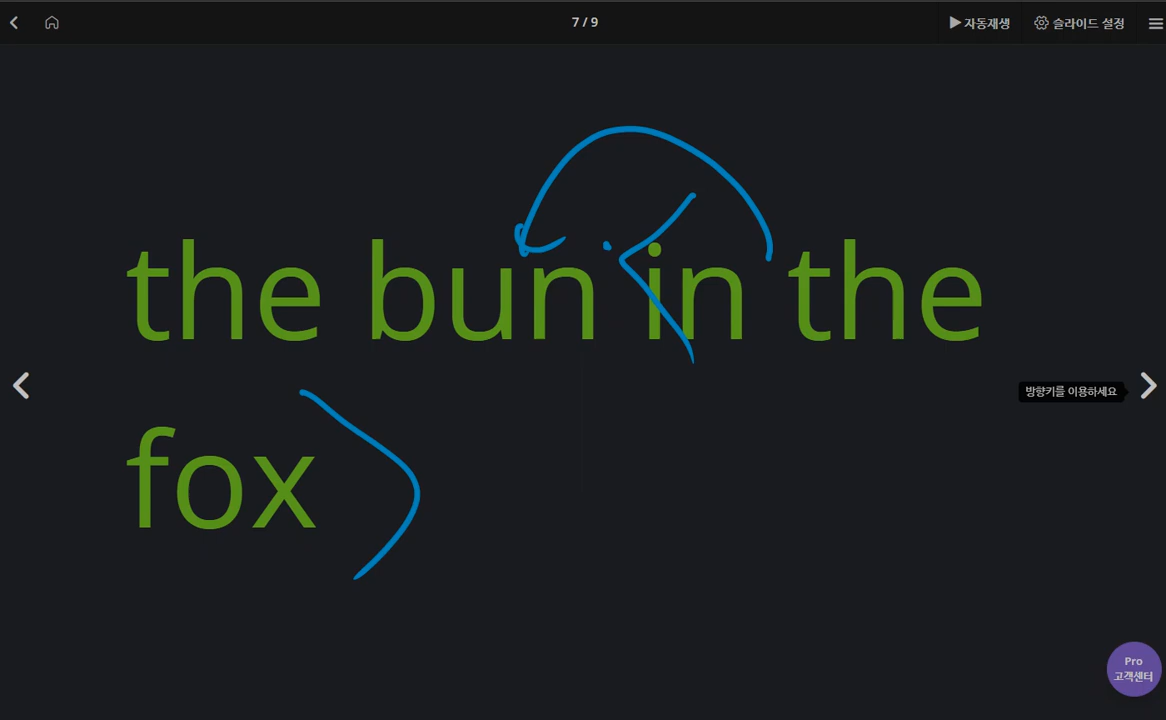 7 / 9
▶ 자동재생
슬라이드 설정
the bun in the
방향키를 이용하세요
fox
Pro
고객센터